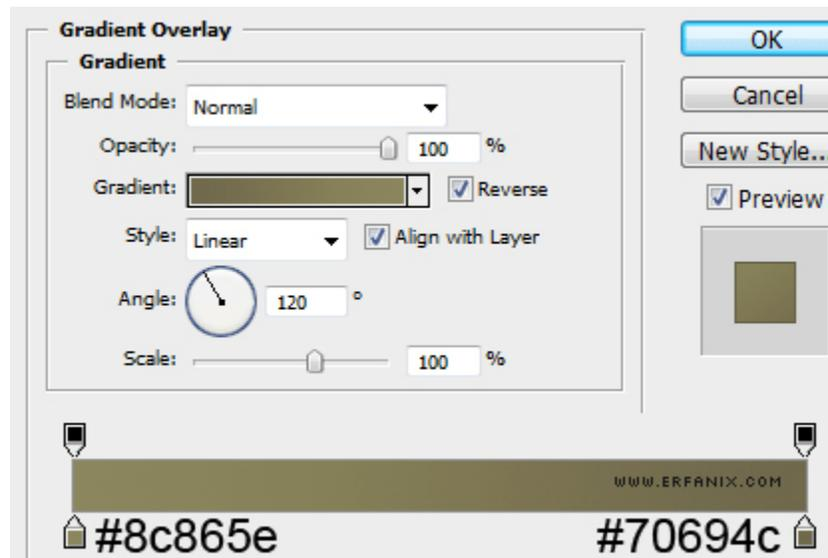 Gradient Overlay
Gradient
Blend Mode: Normal
Opacity: 100 %
Gradient: Reverse
Style: Linear Align with Layer
Angle: 120 °
Scale: 100 %
OK
Cancel
New Style...
Preview
WWW.ERFANIX.COM
#8c865e #70694c